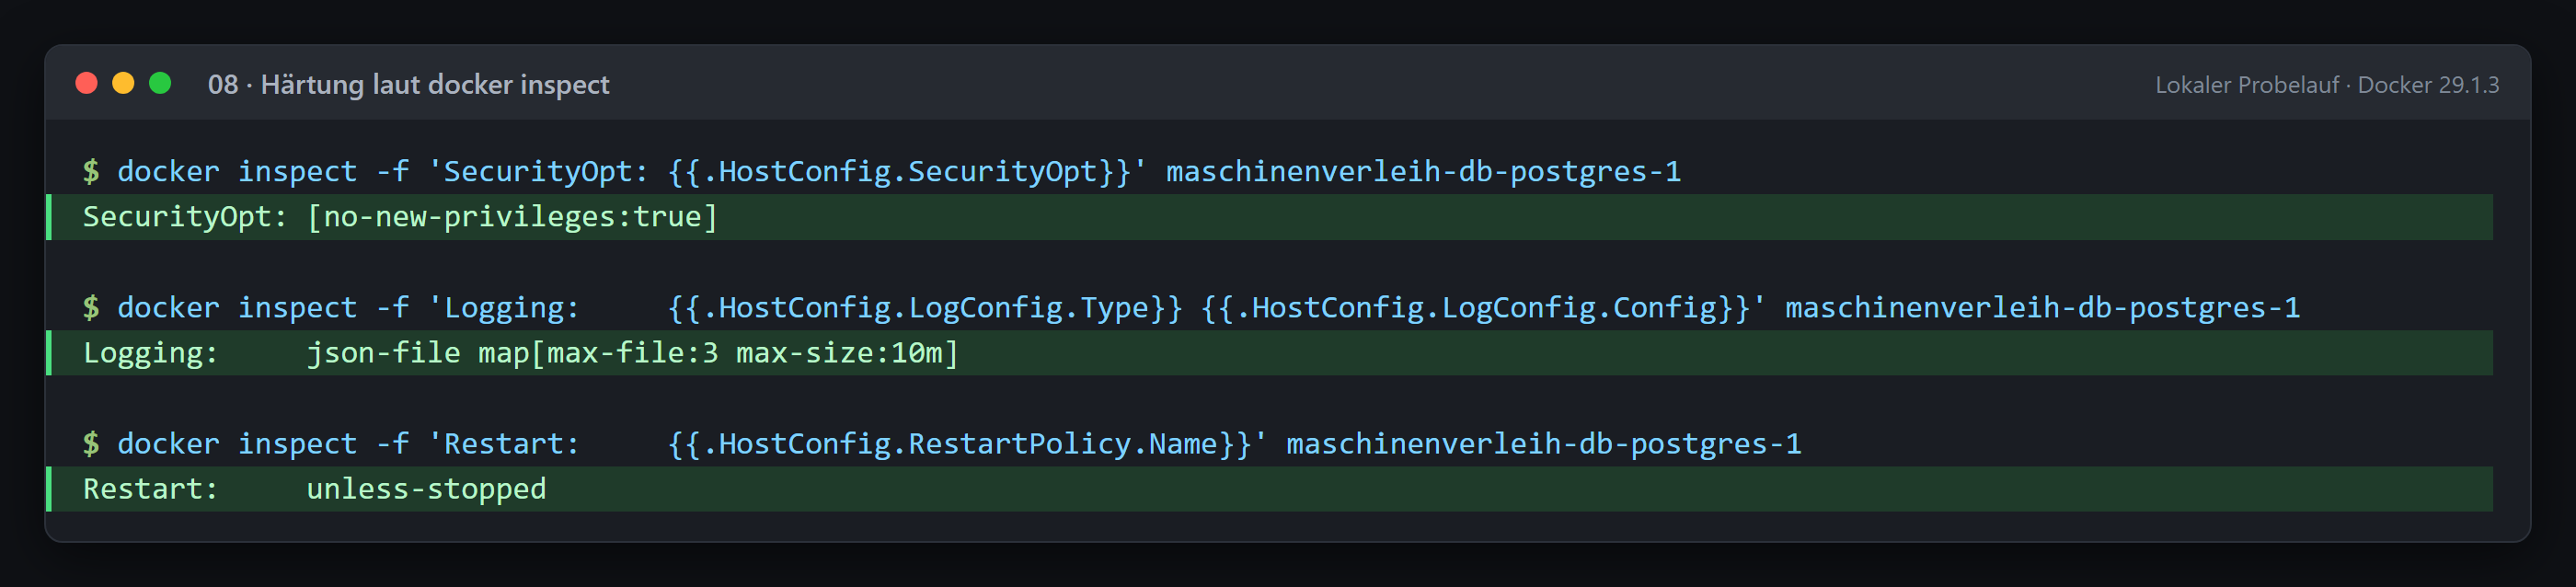 08 · Härtung laut docker inspect
Lokaler Probelauf · Docker 29.1.3
$ docker inspect -f 'SecurityOpt: {{.HostConfig.SecurityOpt}}' maschinenverleih-db-postgres-1
SecurityOpt: [no-new-privileges:true]
$ docker inspect -f 'Logging:     {{.HostConfig.LogConfig.Type}} {{.HostConfig.LogConfig.Config}}' maschinenverleih-db-postgres-1
Logging:     json-file map[max-file:3 max-size:10m]
$ docker inspect -f 'Restart:     {{.HostConfig.RestartPolicy.Name}}' maschinenverleih-db-postgres-1
Restart:     unless-stopped